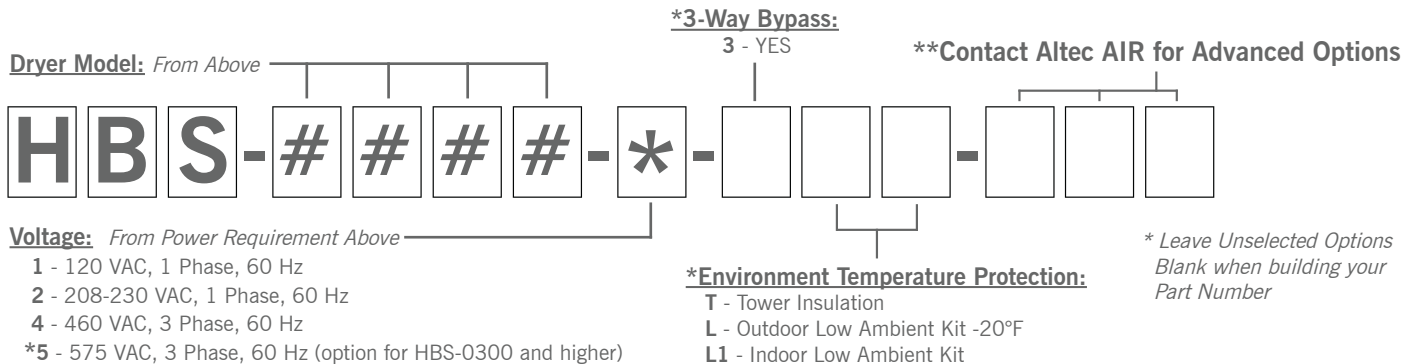 *3-Way Bypass:
3 - YES
**Contact Altec AIR for Advanced Options
Dryer Model: From Above
HBS-####-*- -
Voltage: From Power Requirement Above
1 - 120 VAC, 1 Phase, 60 Hz
2 - 208-230 VAC, 1 Phase, 60 Hz
4 - 460 VAC, 3 Phase, 60 Hz
*5 - 575 VAC, 3 Phase, 60 Hz (option for HBS-0300 and higher)
*Environment Temperature Protection:
T - Tower Insulation
L - Outdoor Low Ambient Kit -20°F
L1 - Indoor Low Ambient Kit
* Leave Unselected Options
Blank when building your
Part Number